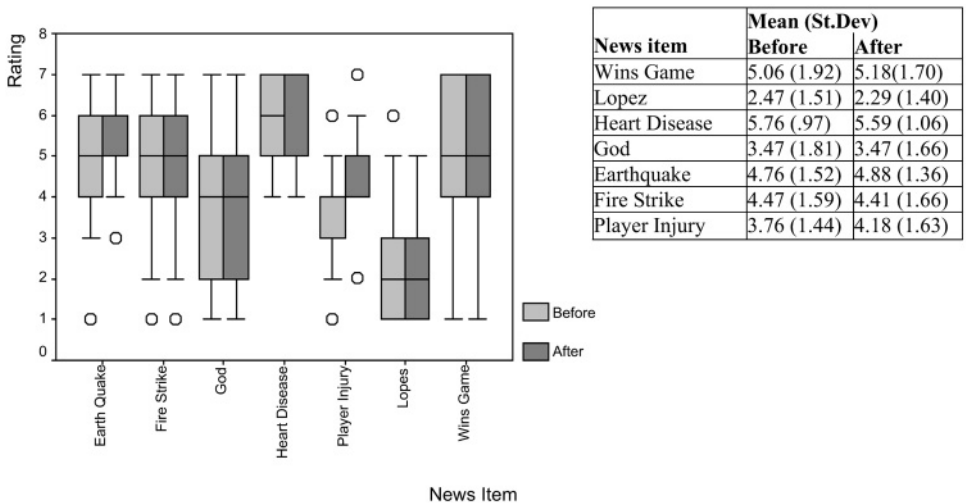 Rating
8
7
6
5
4
3
2
1
0
Earth Quake
Fire Strike
God
Heart Disease
Player Injury
Lopes
Wins Game
News Item
Before
After
Mean (St.Dev)
News item Before After
Wins Game 5.06 (1.92) 5.18(1.70)
Lopez 2.47 (1.51) 2.29 (1.40)
Heart Disease 5.76 (.97) 5.59 (1.06)
God 3.47 (1.81) 3.47 (1.66)
Earthquake 4.76 (1.52) 4.88 (1.36)
Fire Strike 4.47 (1.59) 4.41 (1.66)
Player Injury 3.76 (1.44) 4.18 (1.63)